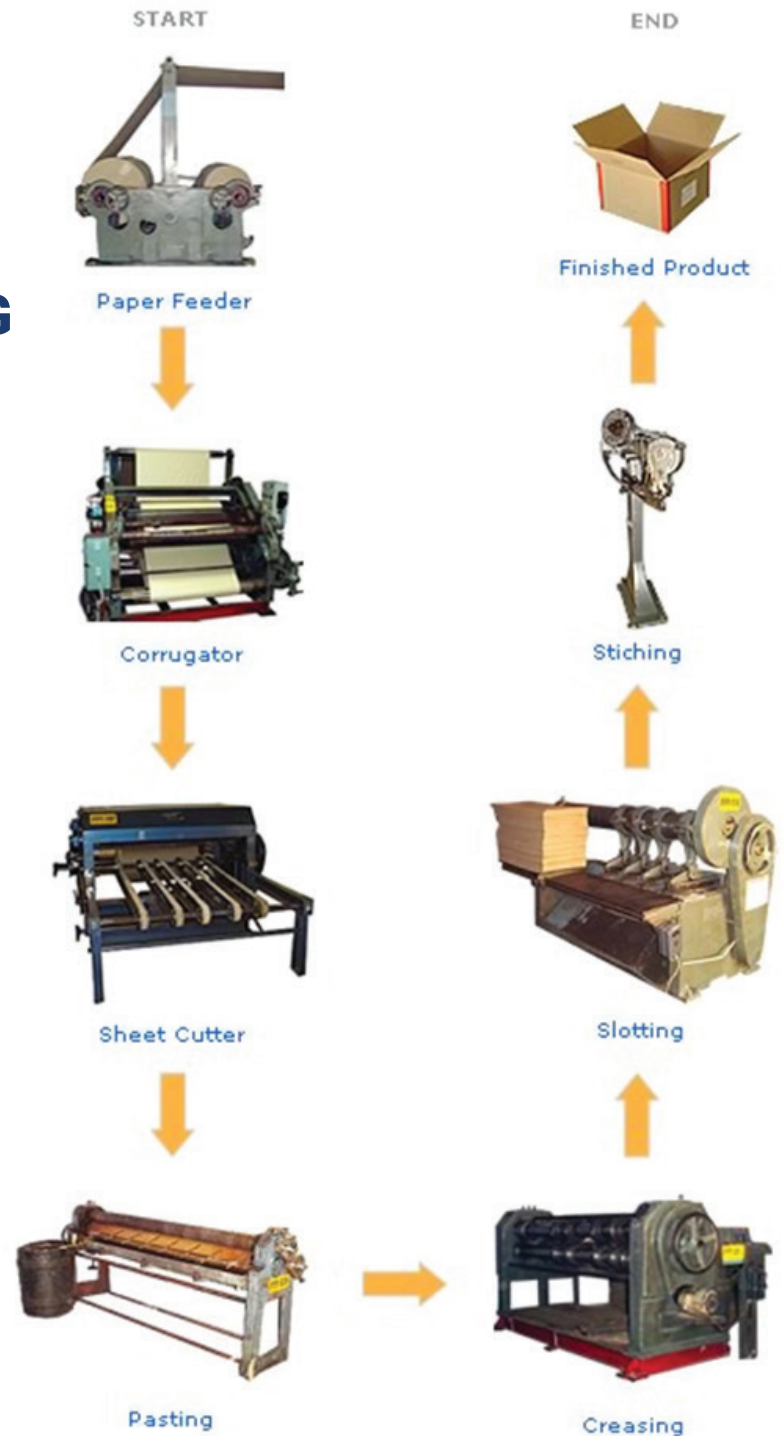 START
Paper Feeder
Corrugator
Sheet Cutter
Pasting
Creasing
Slotting
Stiching
Finished Product
END
G